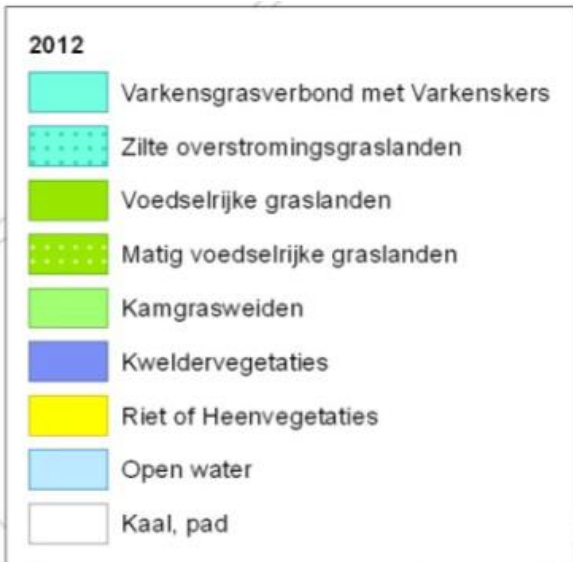 2012
Varkensgrasverbond met Varkenskers
Zilte overstromingsgraslanden
Voedselrijke graslanden
Matig voedselrijke graslanden
Kamgrasweiden
Kweldervegetaties
Riet of Heenvegetaties
Open water
Kaal, pad